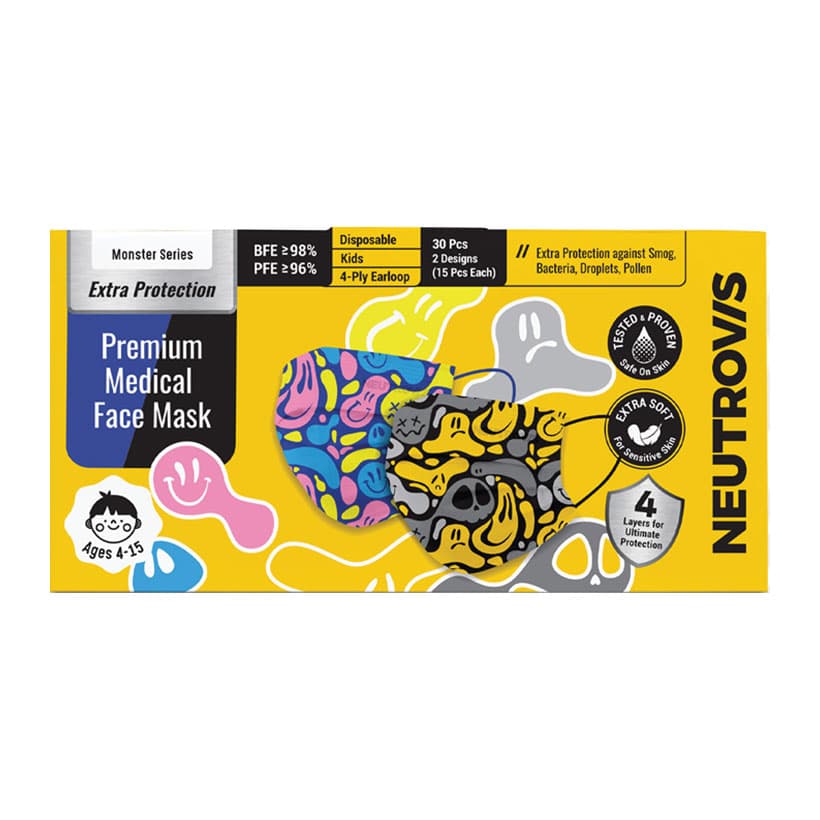 Monster Series
Extra Protection
Premium
Medical
Face Mask
BFE ≥98%
PFE ≥96%
Disposable
Kids
4-Ply Earloop
30 Pcs
2 Designs
(15 Pcs Each)
// Extra Protection against Smog,
Bacteria, Droplets, Pollen
TESTED & PROVEN
Safe On Skin
EXTRA SOFT
For Sensitive Skin
4
Layers for
Ultimate
Protection
NEUTROVIS
Ages 4-15